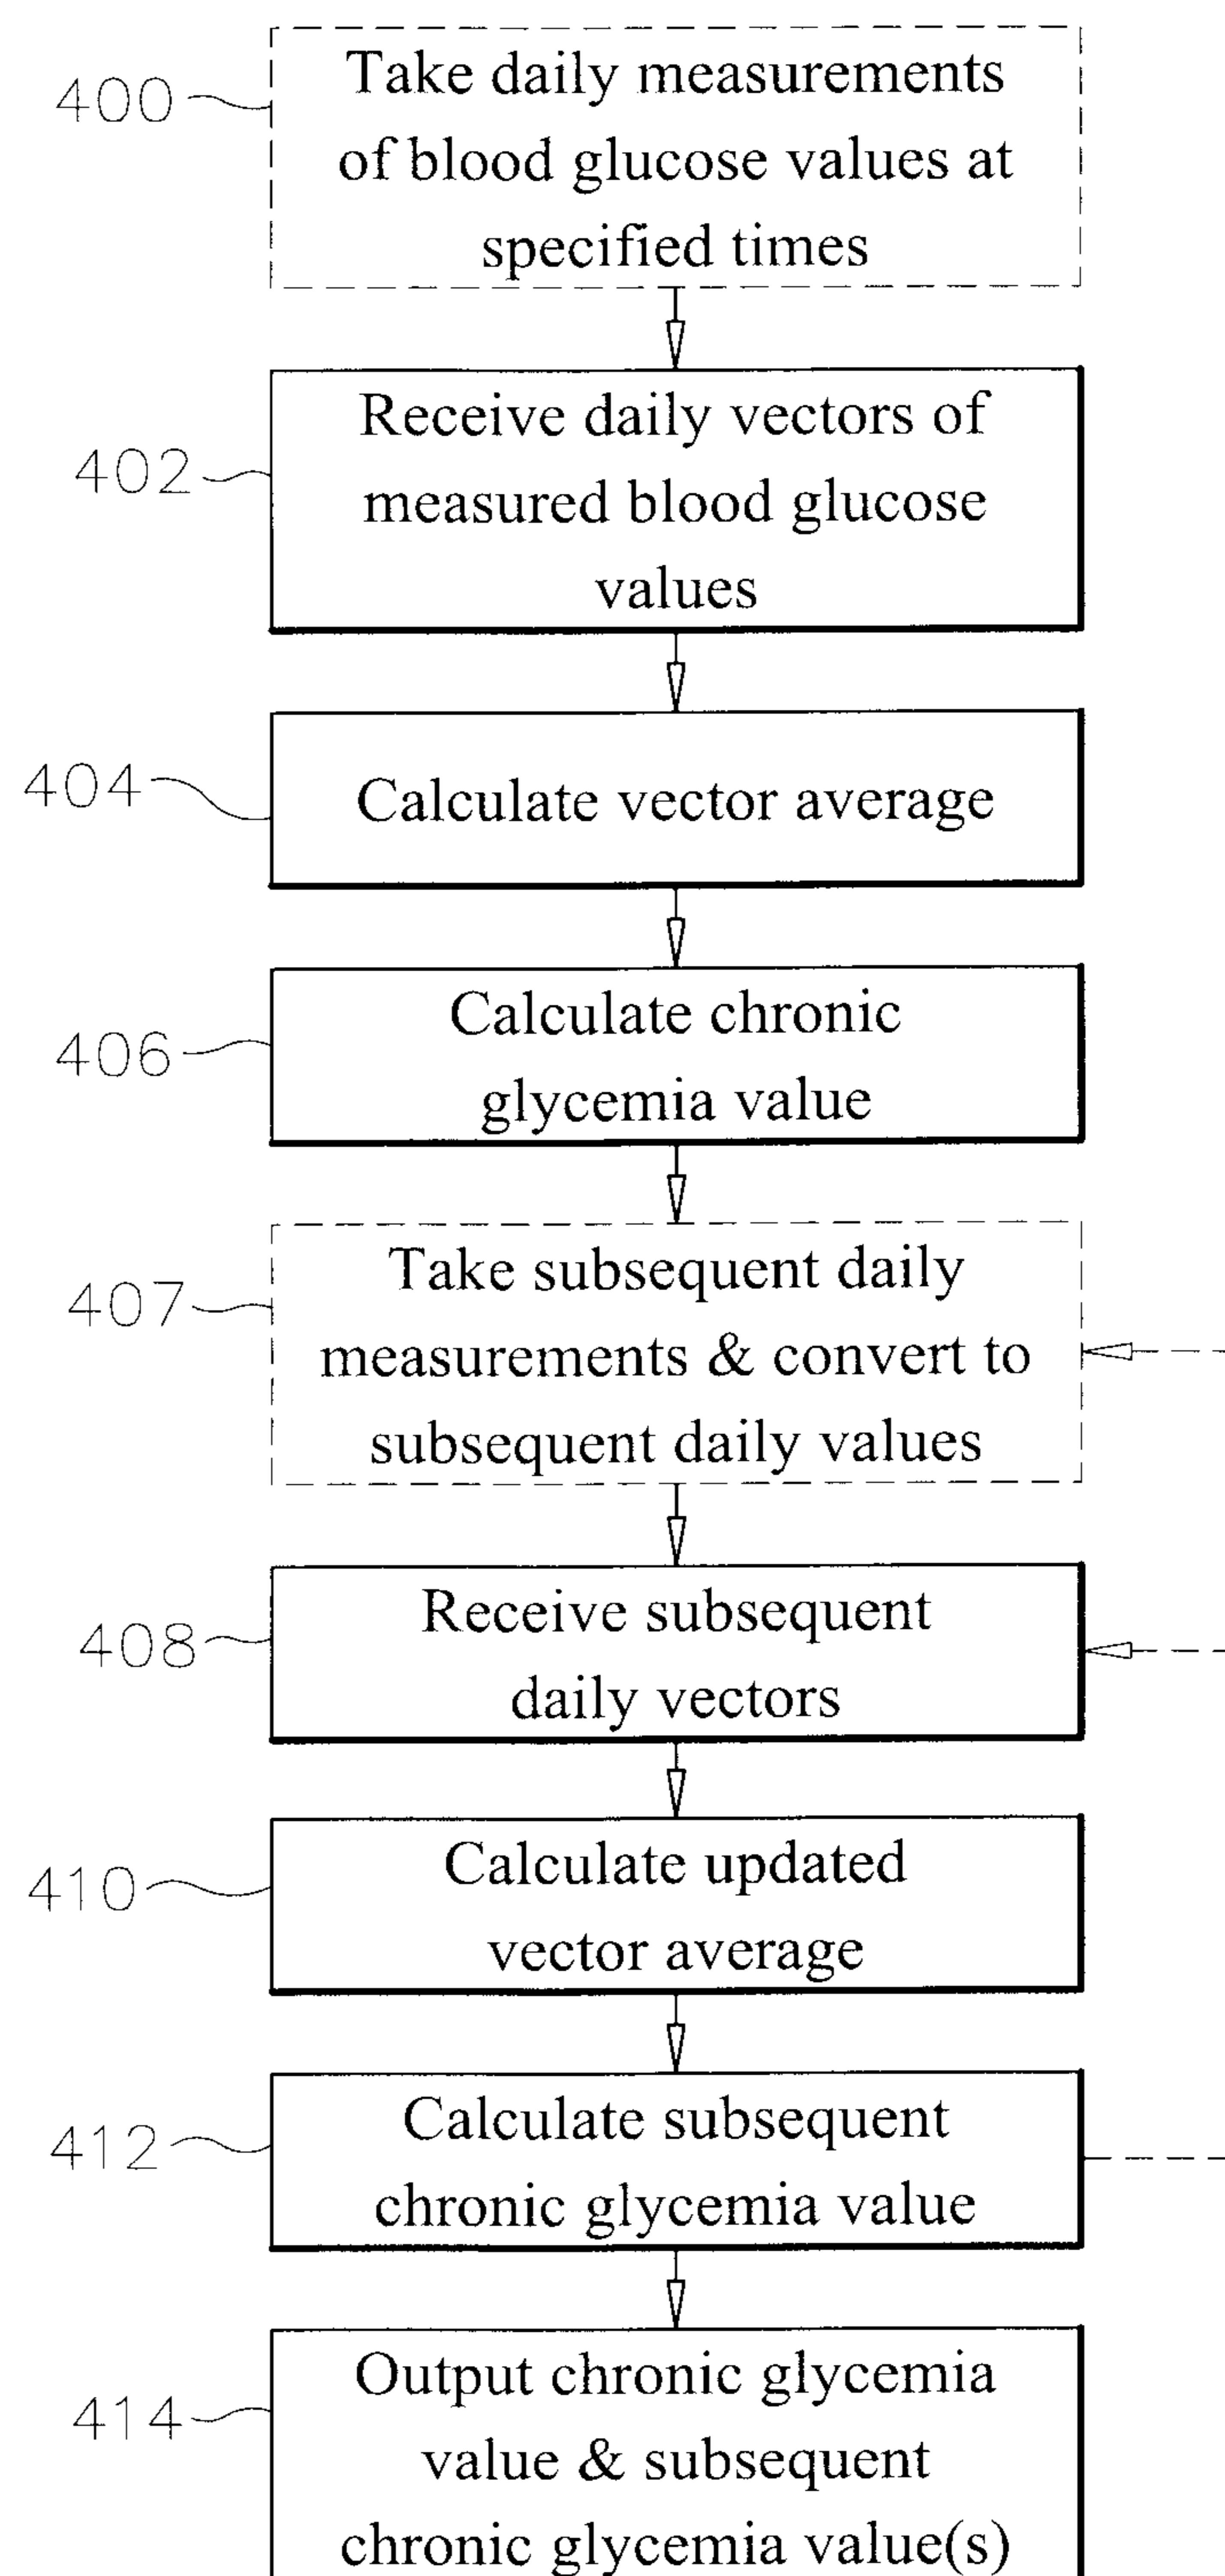 400
Take daily measurements
of blood glucose values at
specified times
402
Receive daily vectors of
measured blood glucose
values
404
Calculate vector average
406
Calculate chronic
glycemia value
407
Take subsequent daily
measurements & convert to
subsequent daily values
408
Receive subsequent
daily vectors
410
Calculate updated
vector average
412
Calculate subsequent
chronic glycemia value
414
Output chronic glycemia
value & subsequent
chronic glycemia value(s)